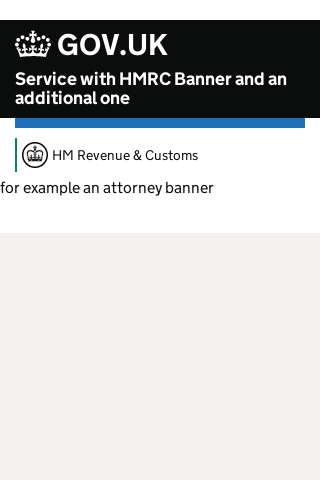 GOV.UK
Service with HMRC Banner and an
additional one
HM Revenue & Customs
for example an attorney banner